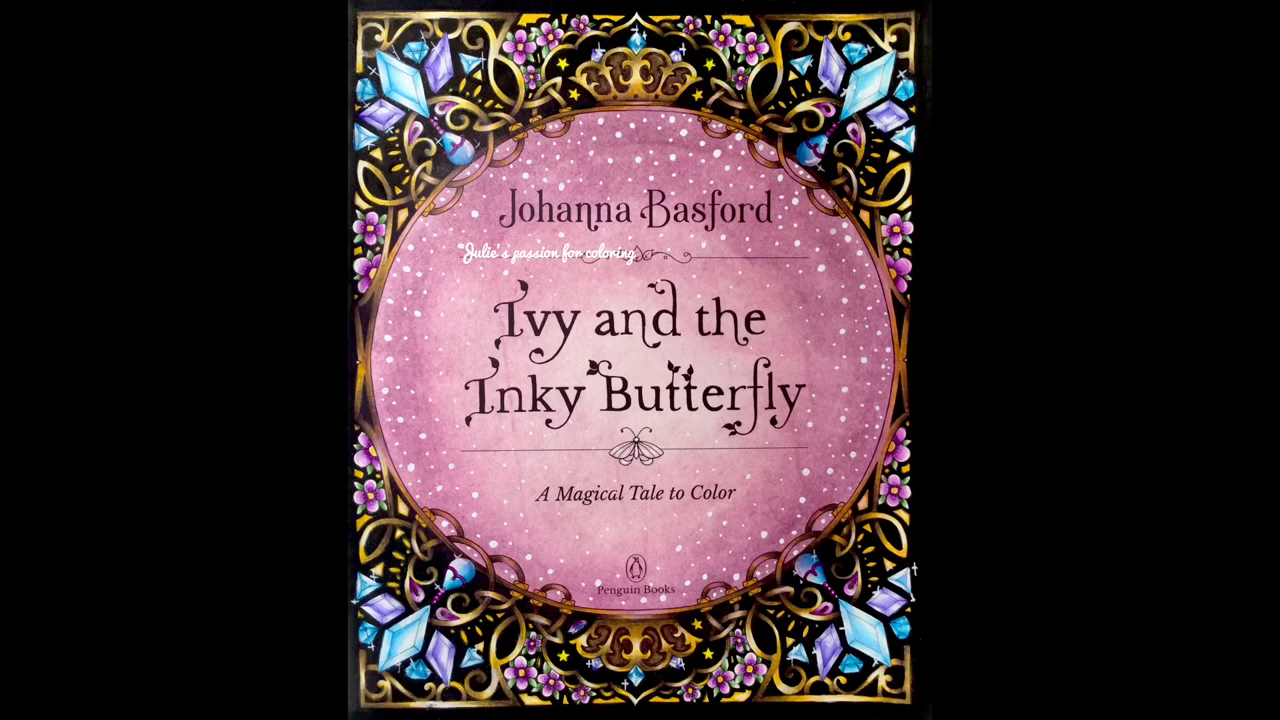 Johanna Basford
"Julie's passion for coloring"
Ivy and the
Inky Butterfly
A Magical Tale to Color
Penguin Books